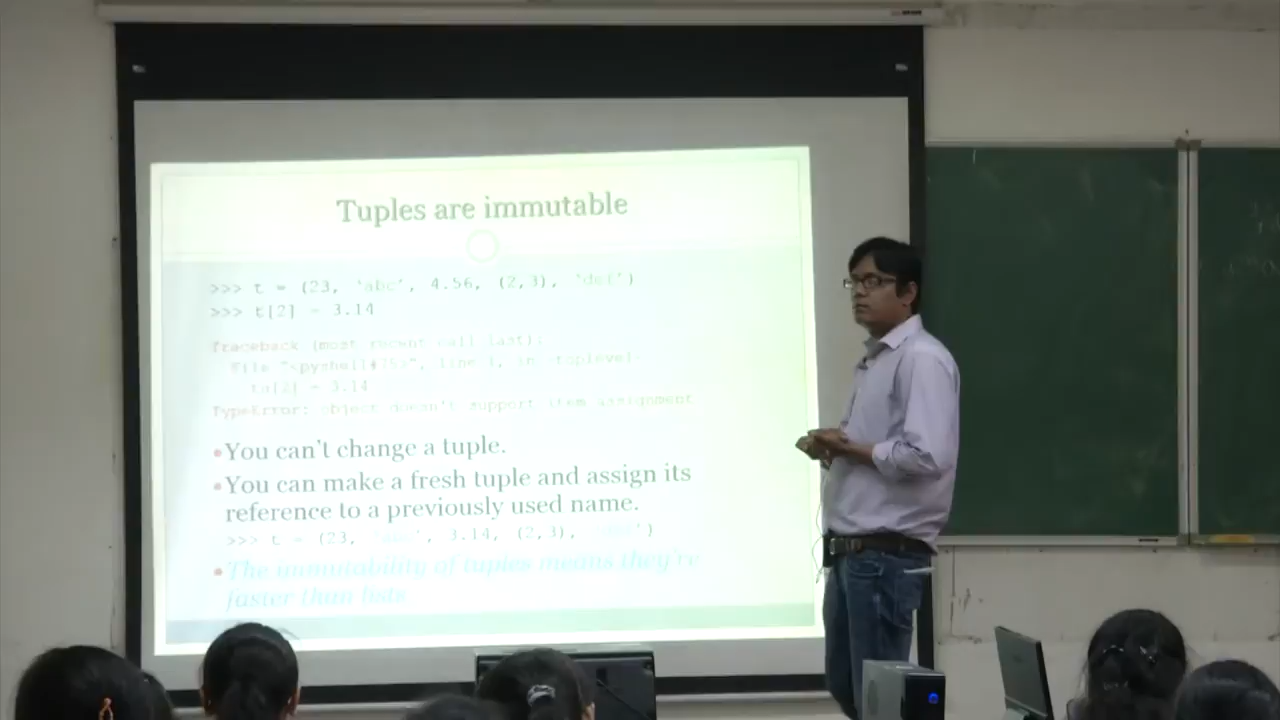 Tuples are immutable
>>> t = (23, 'abc', 4.56, (2,3), 'def')
>>> t[2] = 3.14
Traceback (most recent call last):
File "<pyshell#75>", line 1, in -toplevel-
tu[2] = 3.14
TypeError: object doesn't support item assignment
•You can't change a tuple.
•You can make a fresh tuple and assign its
reference to a previously used name.
>>> t = (23, 3.14, (2,3),
•The immutability of tuples means they're
faster than lists.